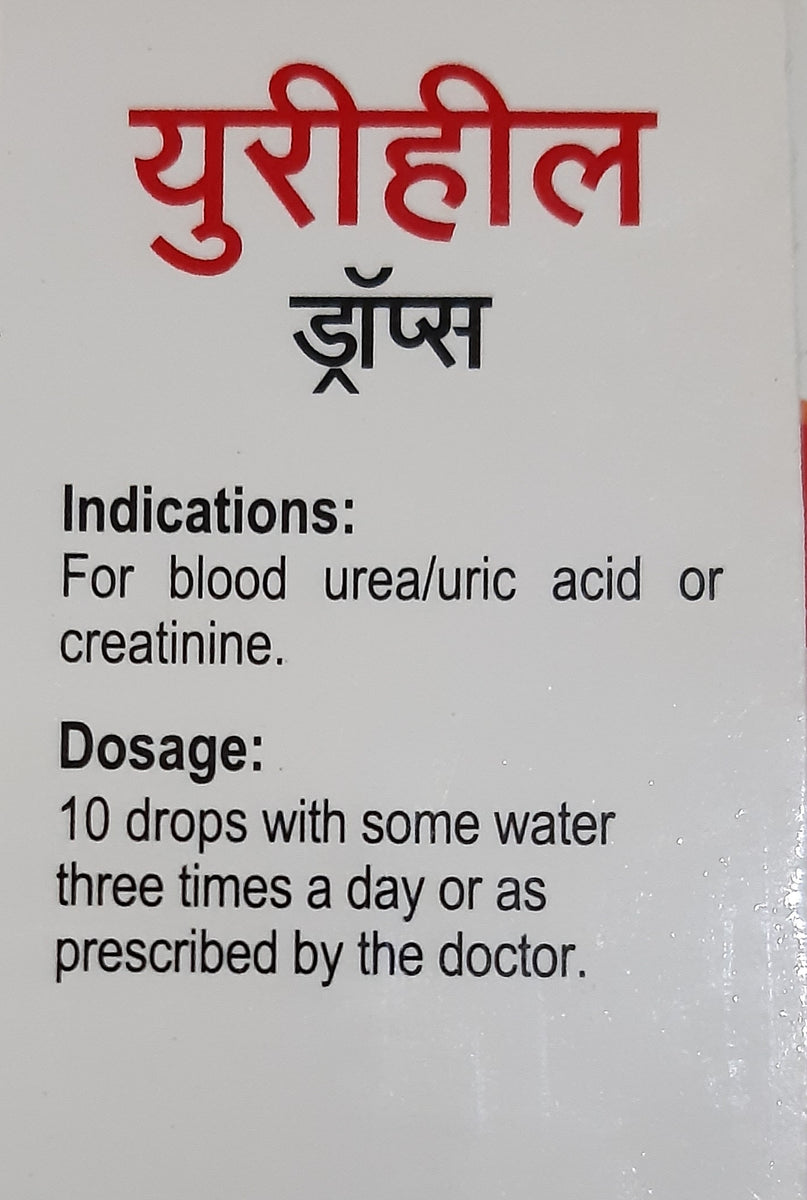 युरीहील
ड्रॉप्स
Indications:
For blood urea/uric acid or
creatinine.
Dosage:
10 drops with some water
three times a day or as
prescribed by the doctor.